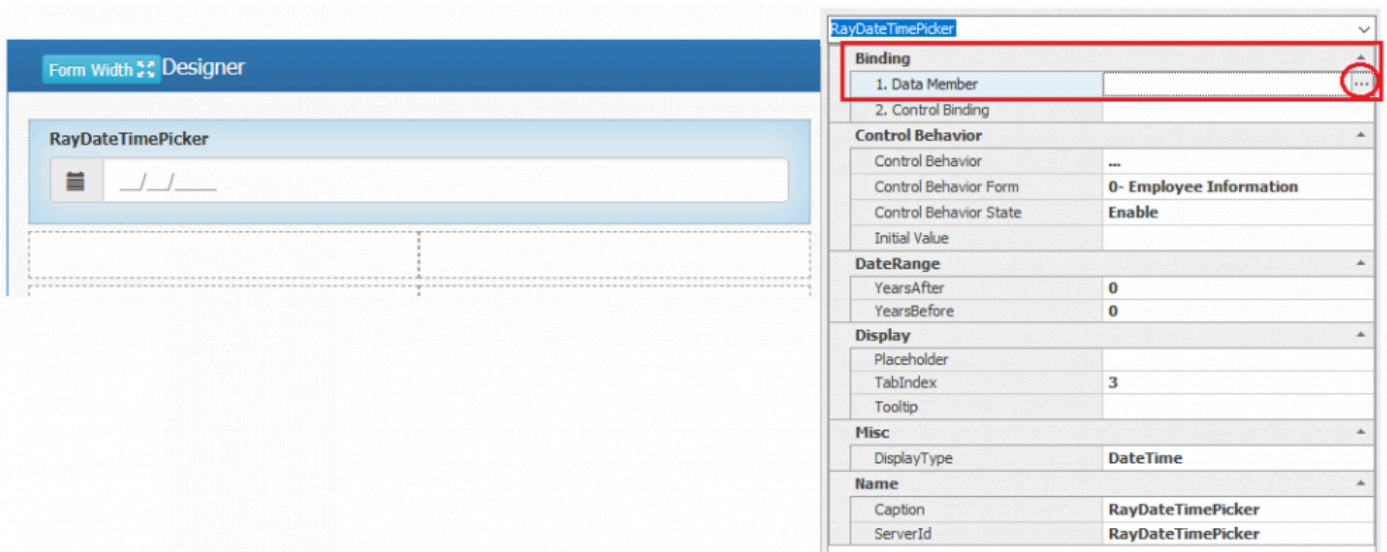 Form Width Designer
RayDateTimePicker
__/__/____
RayDateTimePicker
Binding
1. Data Member ...
2. Control Binding
Control Behavior
Control Behavior ...
Control Behavior Form 0- Employee Information
Control Behavior State Enable
Initial Value
DateRange
YearsAfter 0
YearsBefore 0
Display
Placeholder
TabIndex 3
Tooltip
Misc
DisplayType DateTime
Name
Caption RayDateTimePicker
ServerId RayDateTimePicker